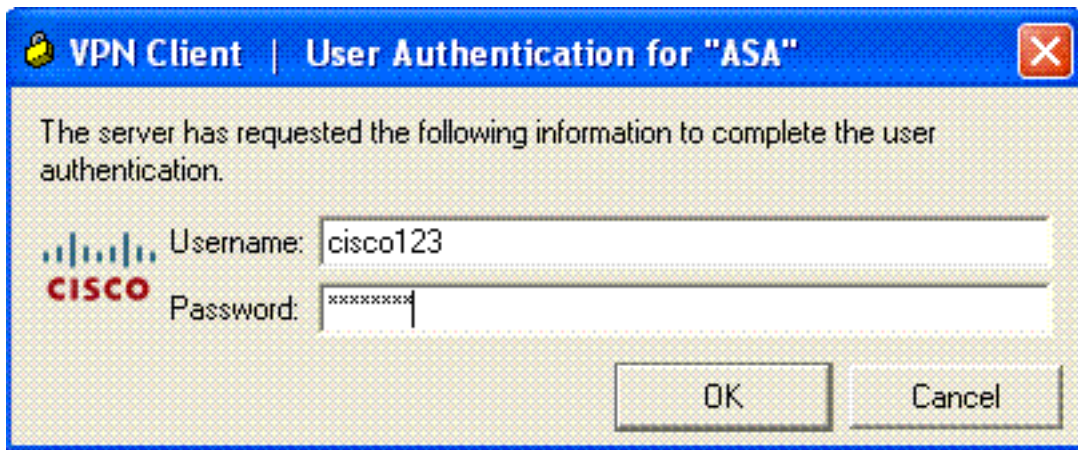 VPN Client | User Authentication for "ASA"
The server has requested the following information to complete the user
authentication.
Username: cisco123
CISCO
Password: ********
OK Cancel